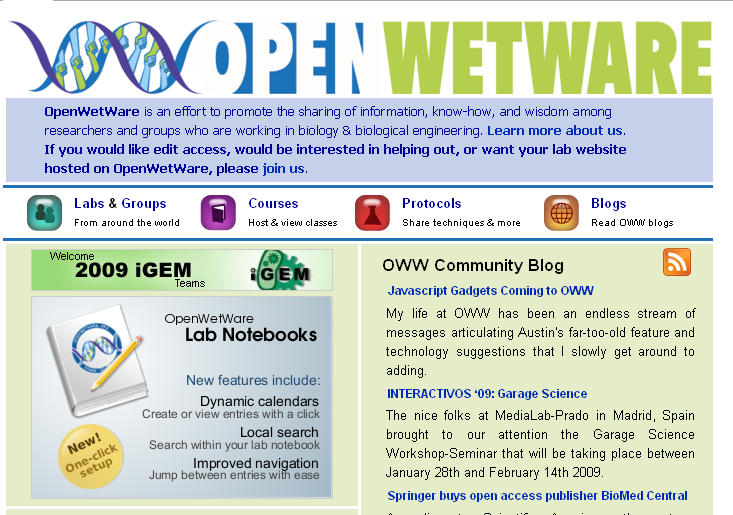 OPENWETWARE
OpenWetWare is an effort to promote the sharing of information, know-how, and wisdom among
researchers and groups who are working in biology & biological engineering. Learn more about us.
If you would like edit access, would be interested in helping out, or want your lab website
hosted on OpenWetWare, please join us.
Labs & Groups
From around the world
Courses
Host & view classes
Protocols
Share techniques & more
Blogs
Read OWW blogs
Welcome
2009 iGEM
Teams
iGEM
OpenWetWare
Lab Notebooks
New features include:
Dynamic calendars
Create or view entries with a click
Local search
Search within your lab notebook
Improved navigation
Jump between entries with ease
New!
One-click
setup
OWW Community Blog
Javascript Gadgets Coming to OWW
My life at OWW has been an endless stream of
messages articulating Austin's far-too-old feature and
technology suggestions that I slowly get around to
adding.
INTERACTIVOS '09: Garage Science
The nice folks at MediaLab-Prado in Madrid, Spain
brought to our attention the Garage Science
Workshop-Seminar that will be taking place between
January 28th and February 14th 2009.
Springer buys open access publisher BioMed Central